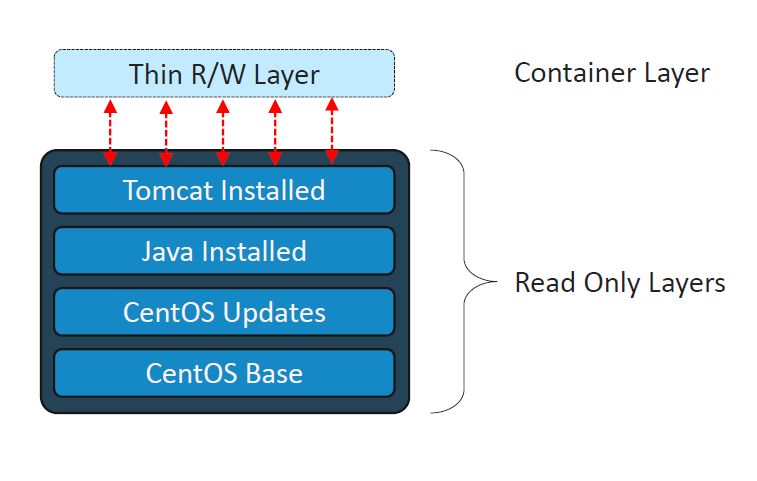 Thin R/W Layer
Container Layer
Tomcat Installed
Java Installed
CentOS Updates
CentOS Base
Read Only Layers